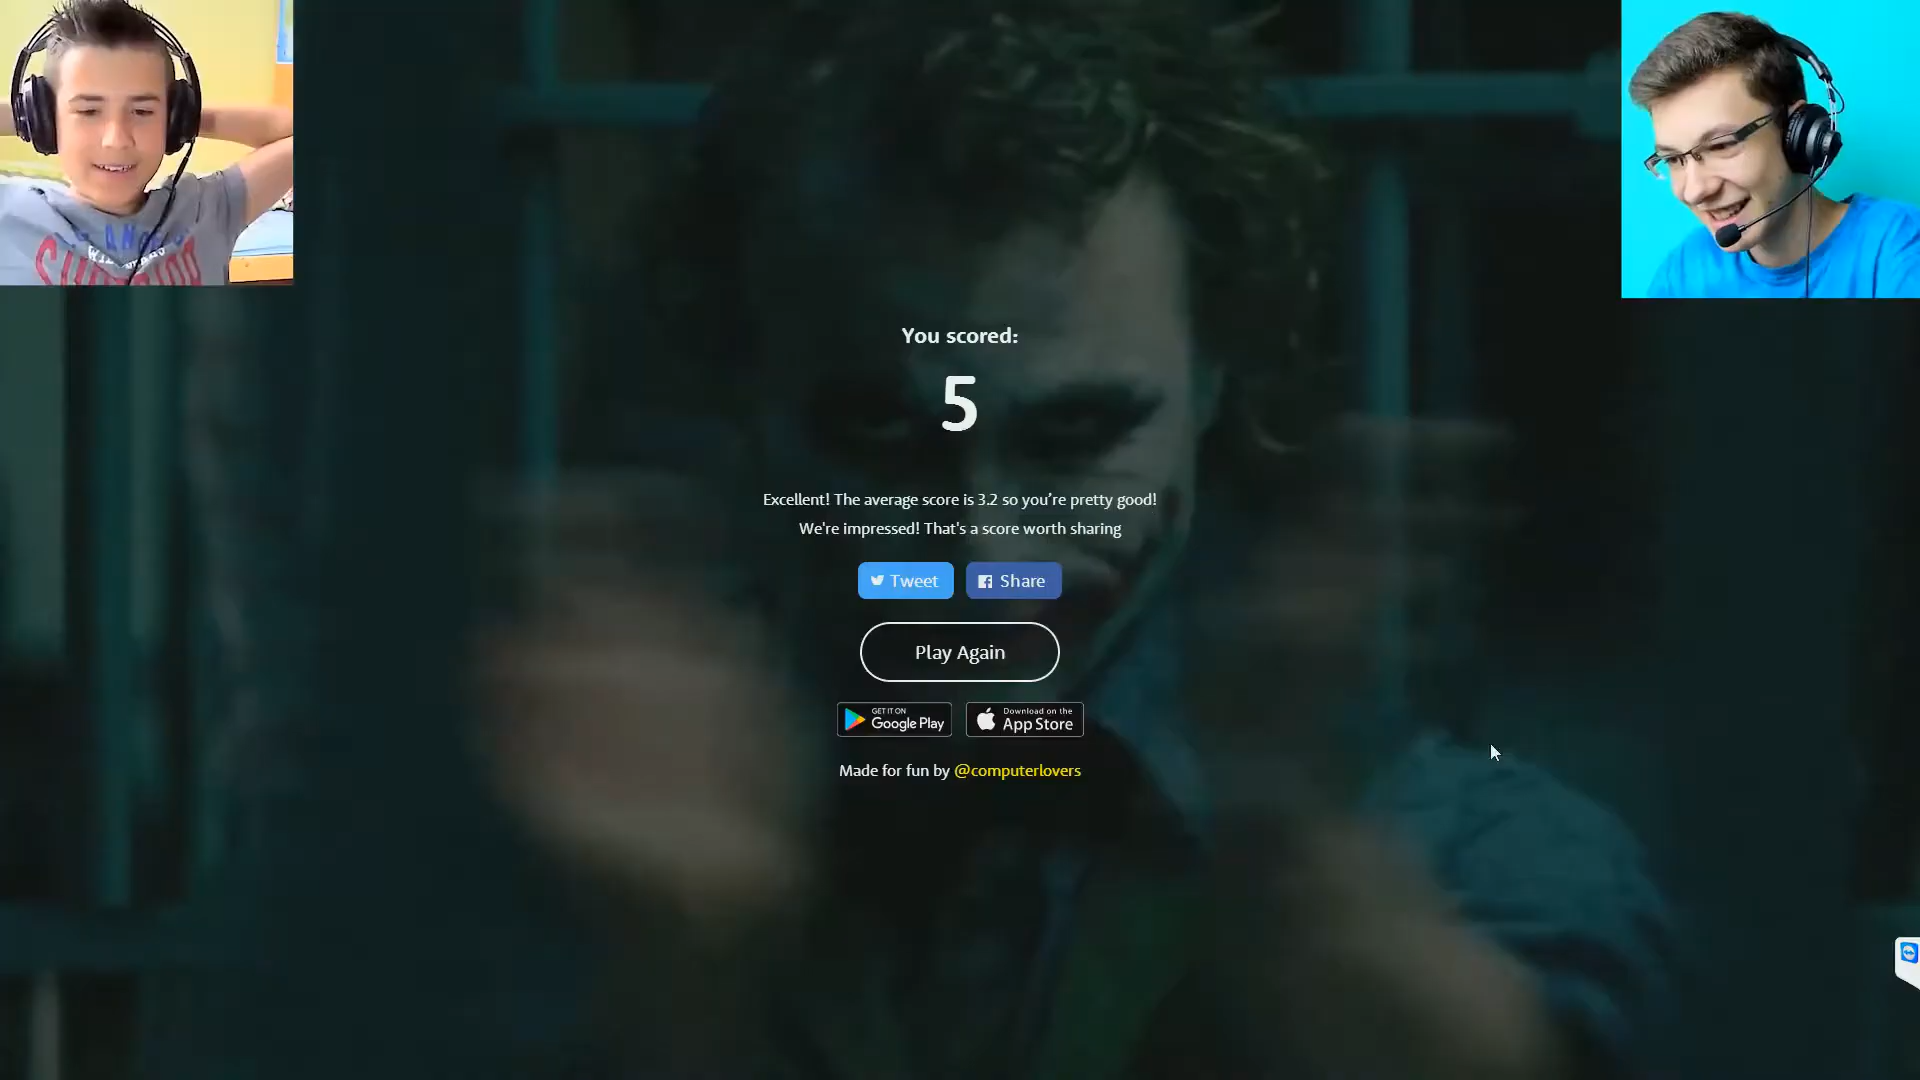 You scored:
5
Excellent! The average score is 3.2 so you're pretty good!
We're impressed! That's a score worth sharing
Tweet
Share
Play Again
GET IT ON
Google Play
Download on the
App Store
Made for fun by @computerlovers